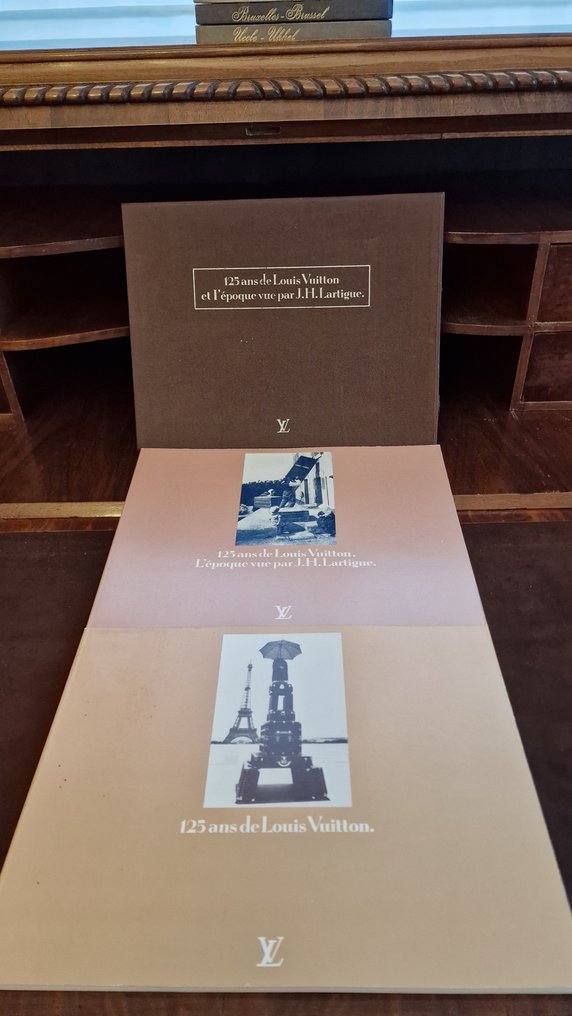 Bruxelles - Brussel
Uccle - Ukkel
125 ans de Louis Vuitton
et l'époque vue par J.H. Lartigue.
LV
125 ans de Louis Vuitton.
L'époque vue par J.H. Lartigue.
LV
125 ans de Louis Vuitton.
LV